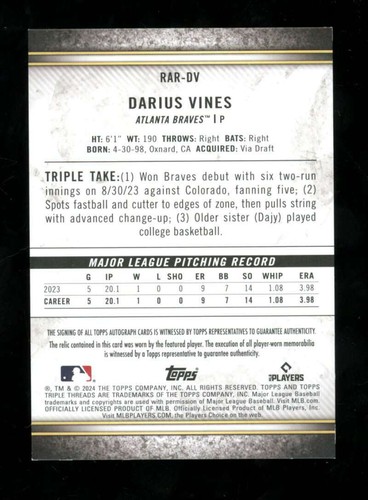 RAR-DV
DARIUS VINES
ATLANTA BRAVES™ | P
HT: 6'1" WT: 190 THROWS: Right BATS: Right
BORN: 4-30-98, Oxnard, CA ACQUIRED: Via Draft
TRIPLE TAKE:(1) Won Braves debut with six two-run
innings on 8/30/23 against Colorado, fanning five; (2)
Spots fastball and cutter to edges of zone, then pulls string
with advanced change-up; (3) Older sister (Dajy) played
college basketball.
MAJOR LEAGUE PITCHING RECORD
G IP W L SHO ER BB SO WHIP ERA
2023 5 20.1 1 0 0 9 7 14 1.08 3.98
CAREER 5 20.1 1 0 0 9 7 14 1.08 3.98
THE SIGNING OF ALL TOPPS AUTOGRAPH CARDS IS WITNESSED BY TOPPS REPRESENTATIVES TO GUARANTEE AUTHENTICITY.
The relic contained in this card was worn by the featured player. The execution of all player-worn memorabilia
is witnessed by a Topps representative to guarantee authenticity.
Topps
PLAYERS
®, TM & © 2024 THE TOPPS COMPANY, INC. ALL RIGHTS RESERVED. TOPPS AND TOPPS
TRIPLE THREADS ARE TRADEMARKS OF THE TOPPS COMPANY, INC. Major League Baseball
trademarks and copyrights are used with permission of Major League Baseball. Visit MLB.com.
OFFICIALLY LICENSED PRODUCT OF MLB. Officially Licensed Product of MLB Players, Inc.
Visit MLBPLAYERS.COM, the Players Choice on the web.